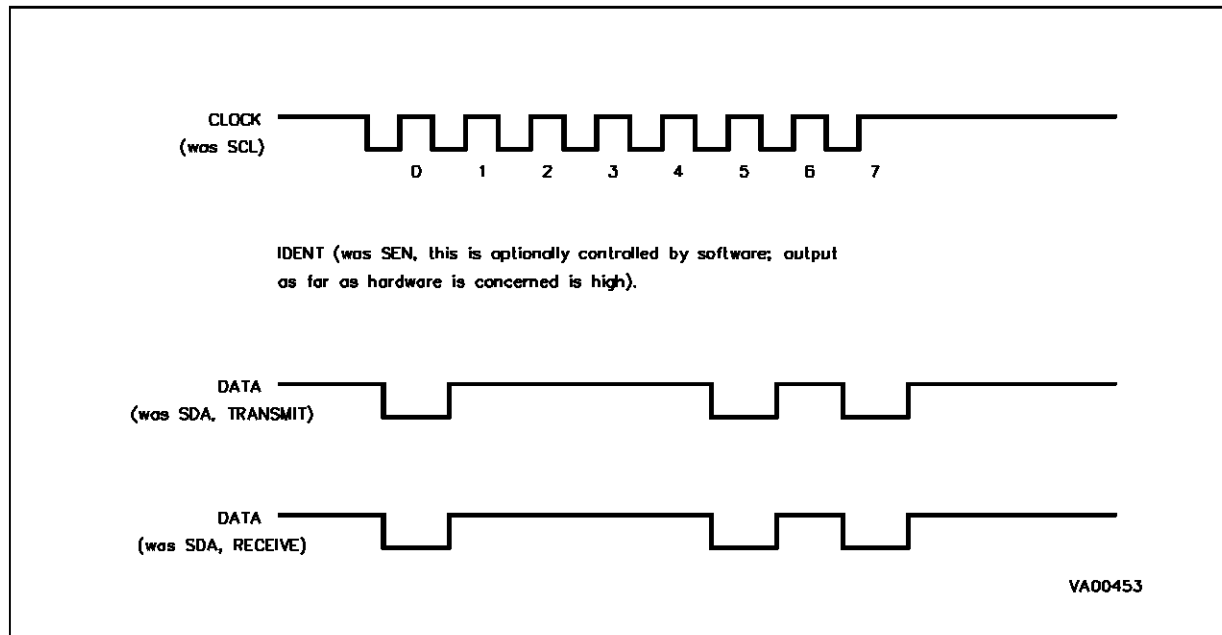 CLOCK
(was SCL)
0 1 2 3 4 5 6 7
IDENT (was SEN, this is optionally controlled by software; output
as far as hardware is concerned is high).
DATA
(was SDA, TRANSMIT)
DATA
(was SDA, RECEIVE)
VA00453